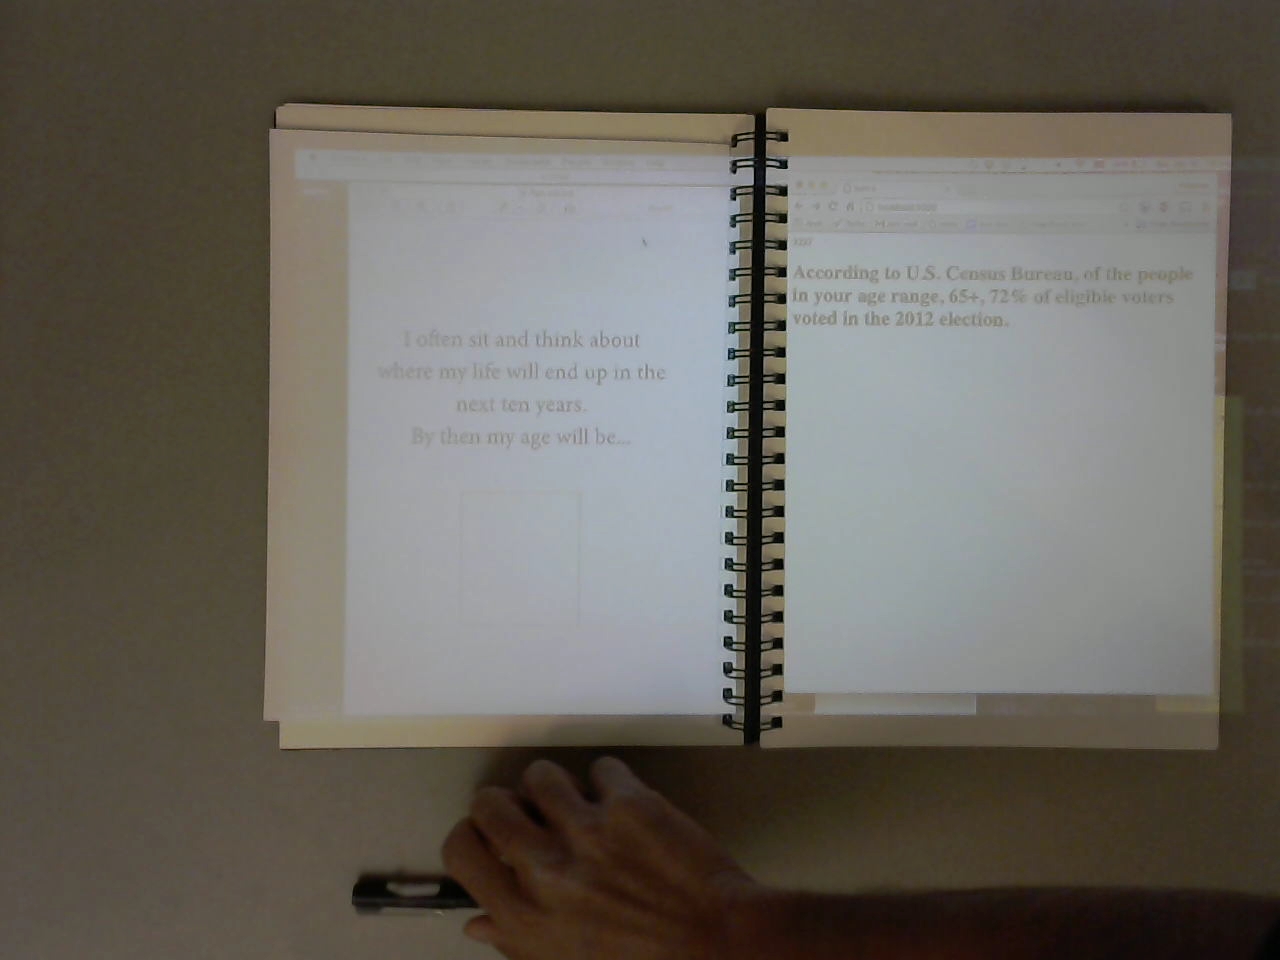 I often sit and think about
where my life will end up in the
next ten years.
By then my age will be...
According to U.S. Census Bureau, of the people
in your age range, 65+, 72% of eligible voters
voted in the 2012 election.